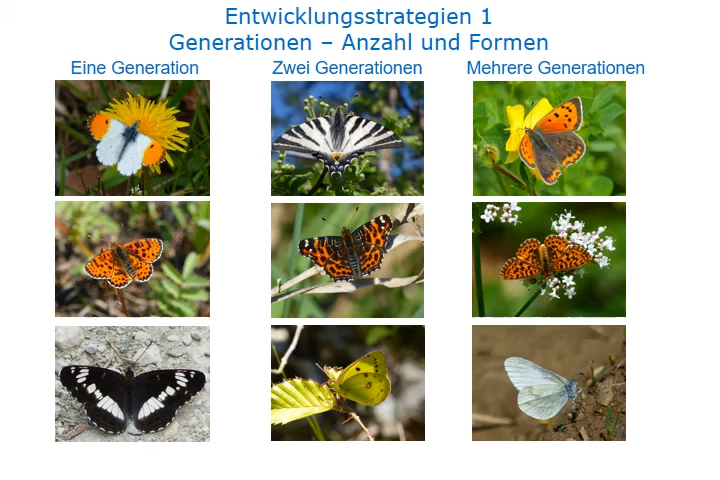 Entwicklungsstrategien 1
Generationen – Anzahl und Formen
Eine Generation
Zwei Generationen
Mehrere Generationen